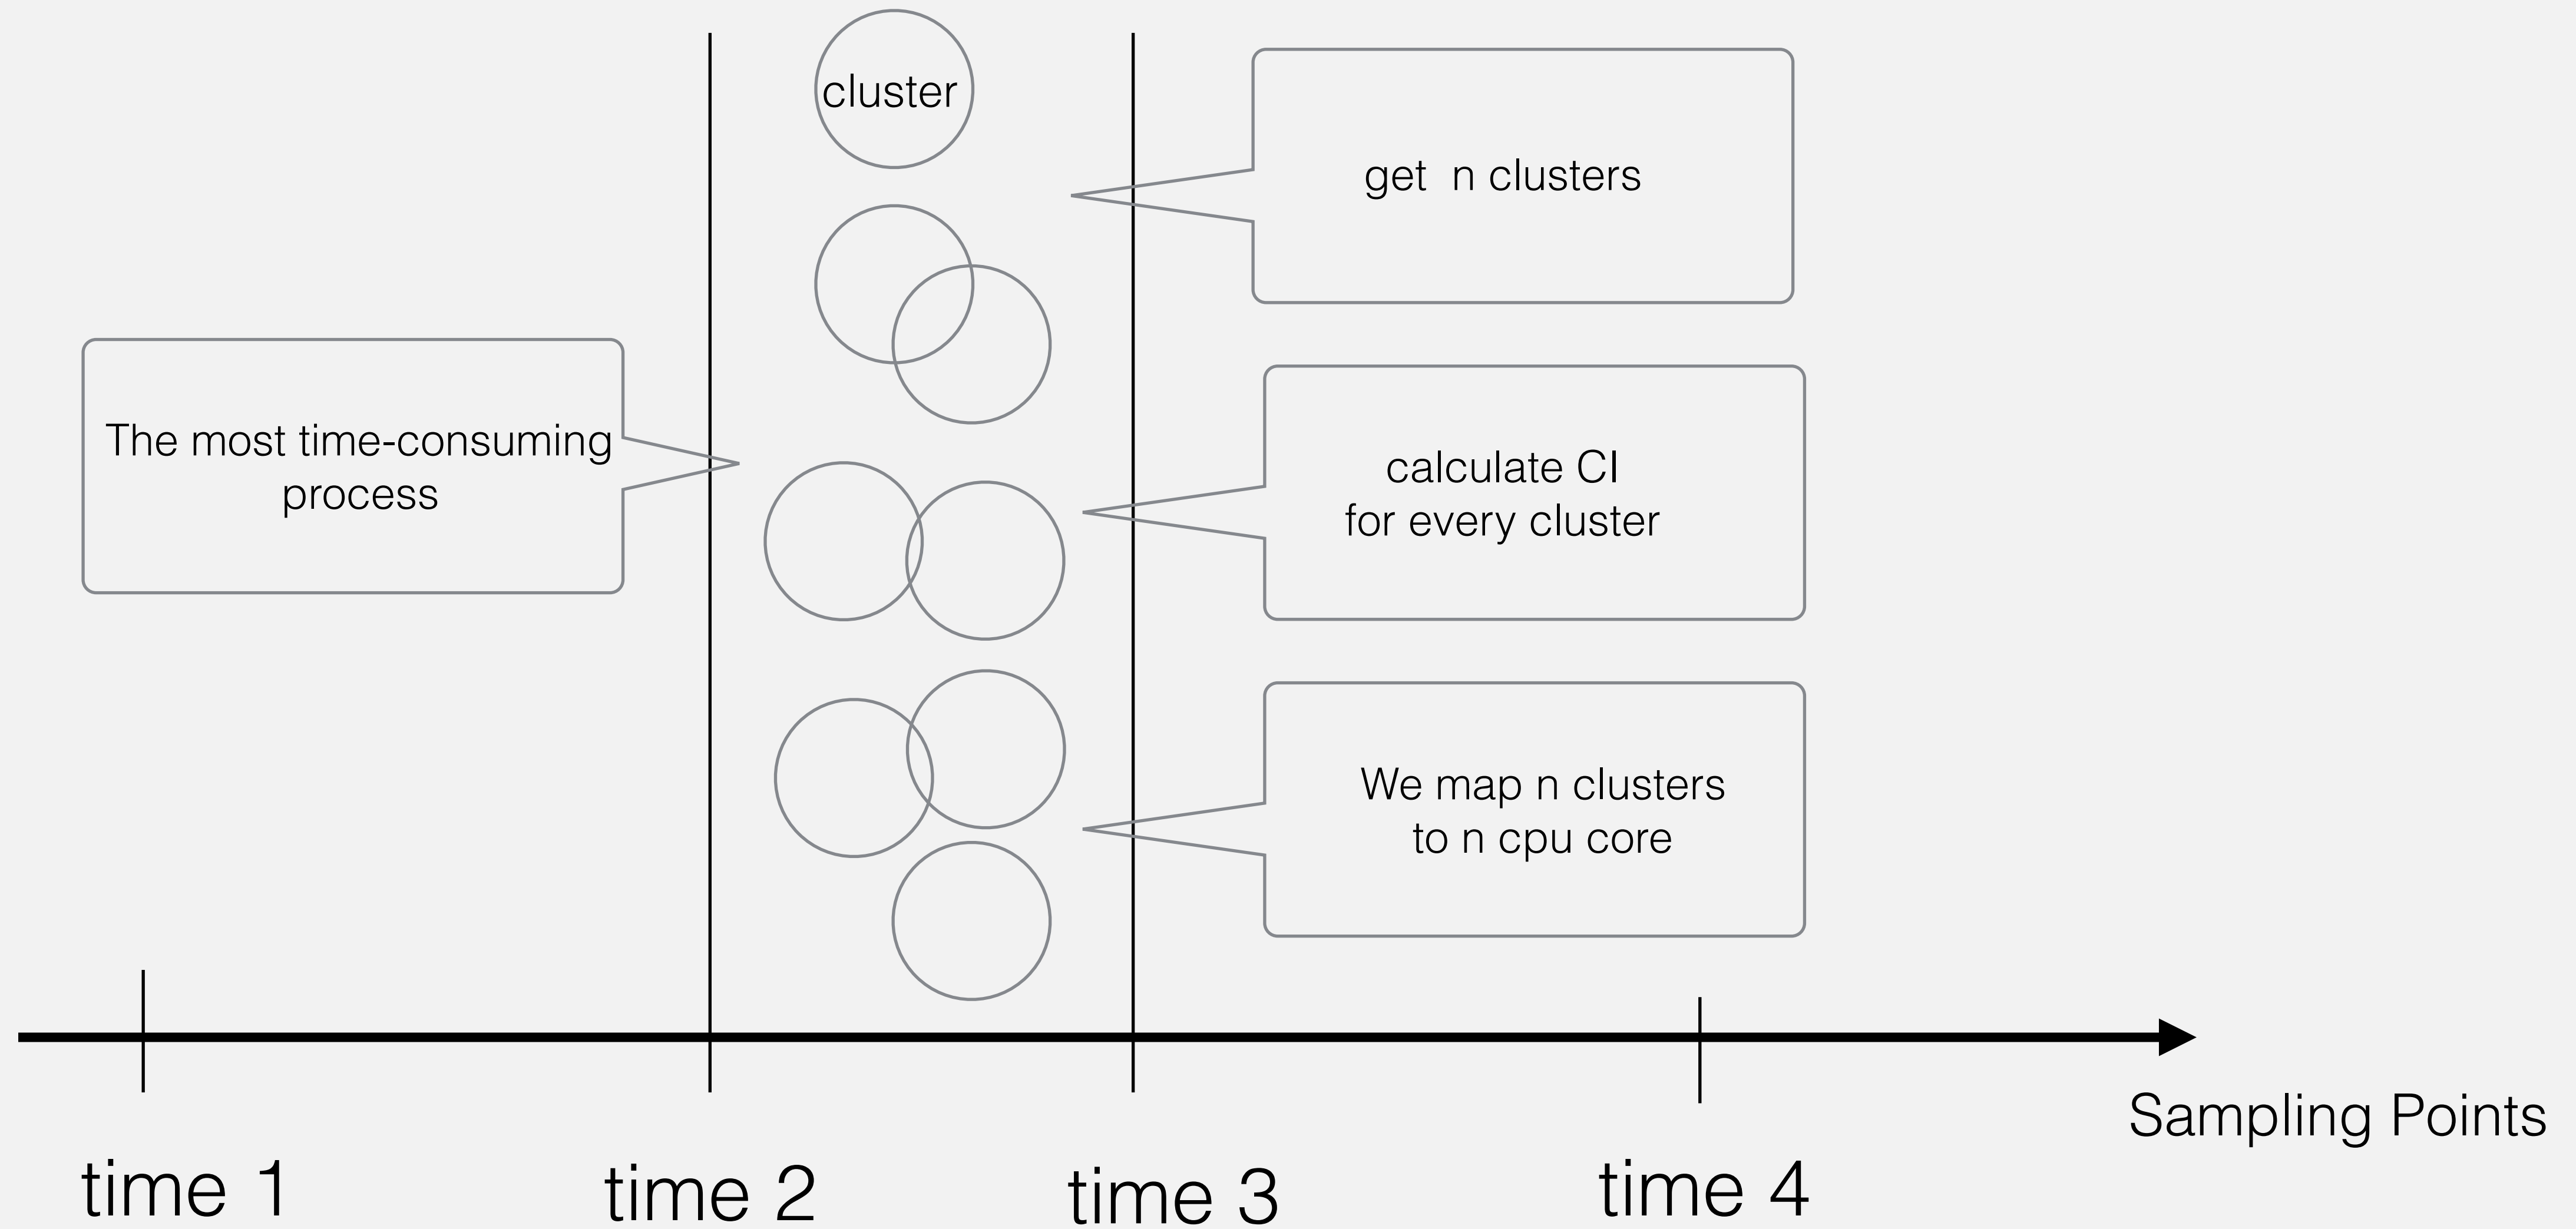 cluster
get n clusters
The most time-consuming
process
calculate CI
for every cluster
We map n clusters
to n cpu core
Sampling Points
time 1
time 2
time 3
time 4